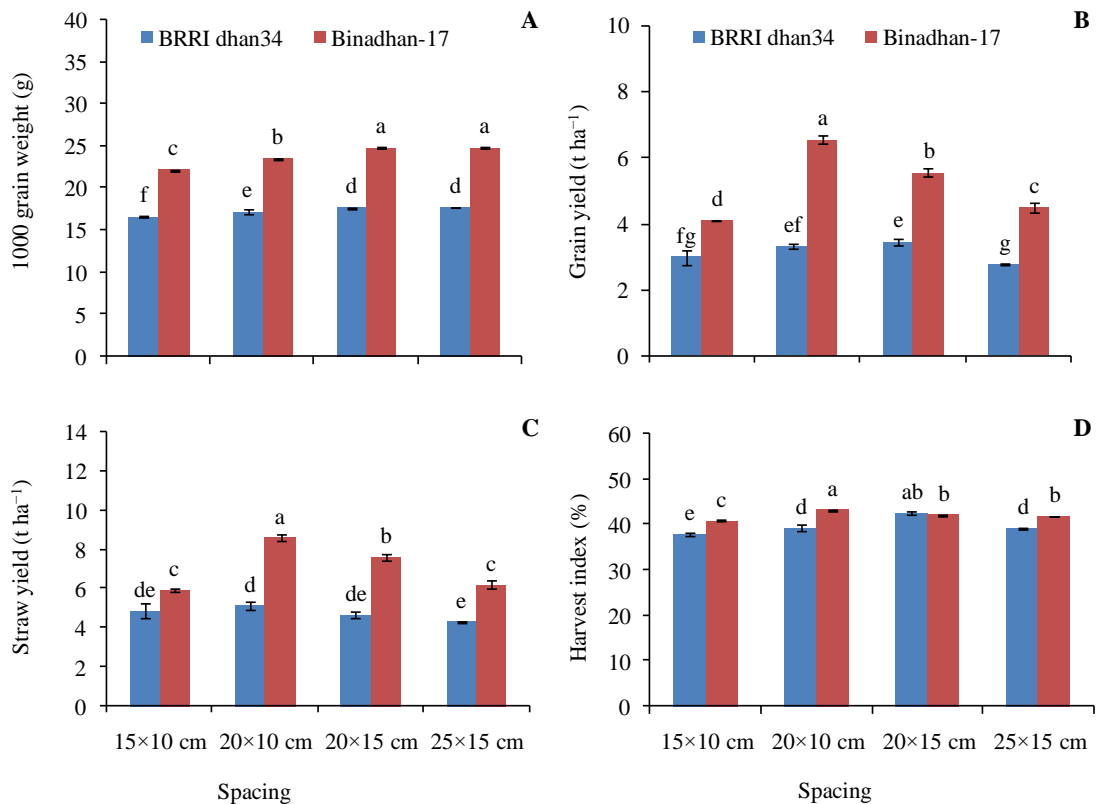 A
BRRI dhan34 Binadhan-17
1000 grain weight (g)
40
35
30
25
20
15
10
5
0
f c e b d a d a
B
BRRI dhan34 Binadhan-17
Grain yield (t ha⁻¹)
10
8
6
4
2
0
fg d ef a e b g c
C
Straw yield (t ha⁻¹)
14
12
10
8
6
4
2
0
de c d a de b e c
15×10 cm 20×10 cm 20×15 cm 25×15 cm
Spacing
D
Harvest index (%)
60
50
40
30
20
10
0
e c d a ab b d b
15×10 cm 20×10 cm 20×15 cm 25×15 cm
Spacing